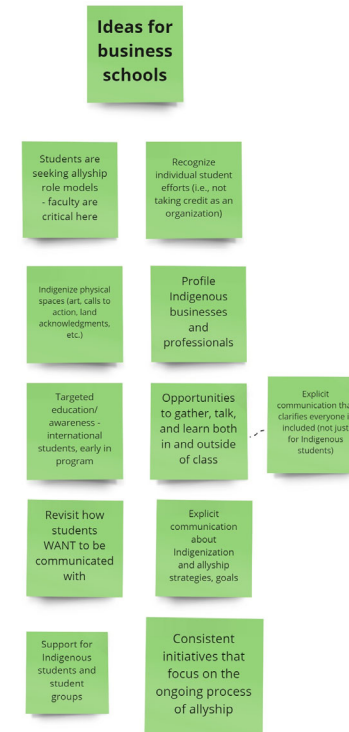 Ideas for
business
schools
Students are
seeking allyship
role models
- faculty are
critical here
Recognize
individual student
efforts (i.e., not
taking credit as an
organization)
Indigenize physical
spaces (art, calls to
action, land
acknowledgments,
etc.)
Profile
Indigenous
businesses
and
professionals
Targeted
education/
awareness -
international
students, early in
program
Opportunities
to gather, talk,
and learn both
in and outside
of class
Explicit
communication tha
clarifies everyone i
included (not just
for Indigenous
students)
Revisit how
students
WANT to be
communicated
with
Explicit
communication
about
Indigenization
and allyship
strategies, goals
Support for
Indigenous
students and
student
groups
Consistent
initiatives that
focus on the
ongoing process
of allyship